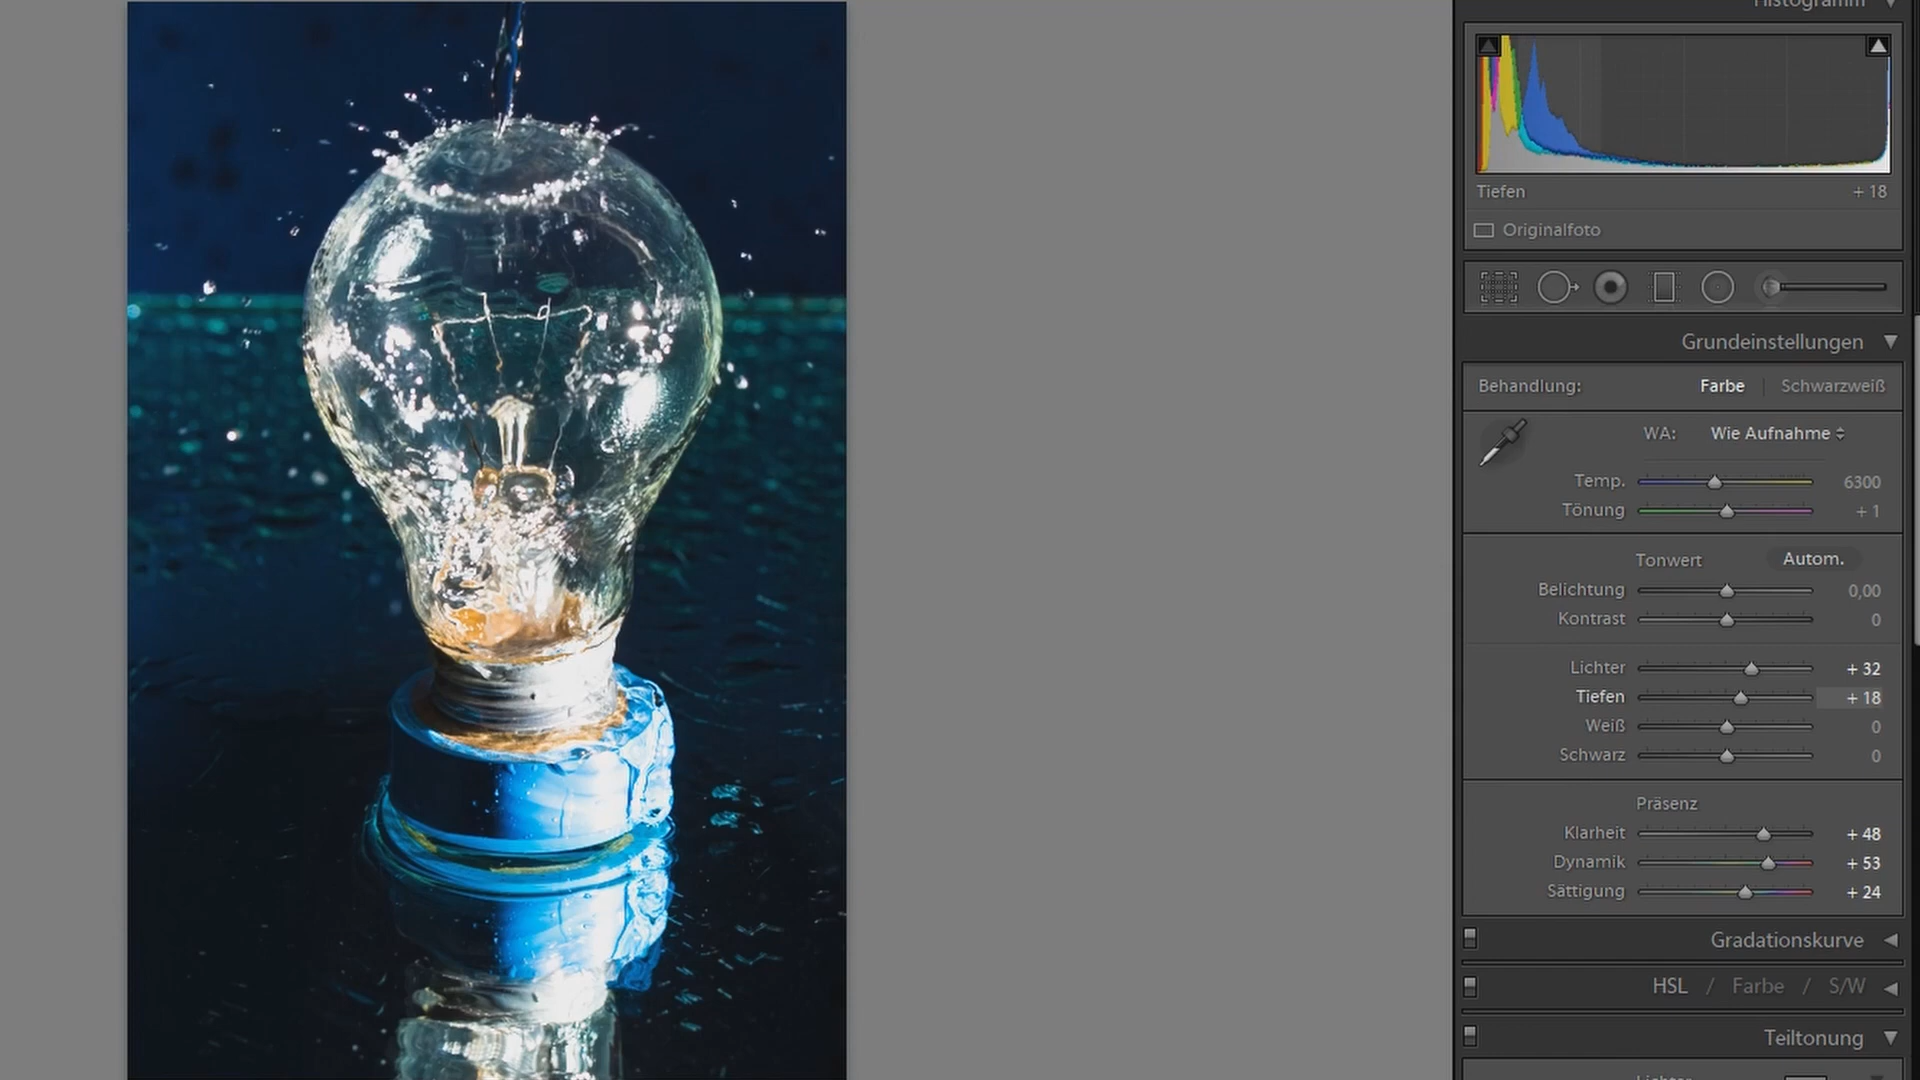 Histogramm
Tiefen + 18
Originalfoto
Grundeinstellungen
Behandlung: Farbe Schwarzweiß
WA: Wie Aufnahme
Temp. 6300
Tönung + 1
Tonwert Autom.
Belichtung 0,00
Kontrast 0
Lichter + 32
Tiefen + 18
Weiß 0
Schwarz 0
Präsenz
Klarheit + 48
Dynamik + 53
Sättigung + 24
Gradationskurve
HSL / Farbe / S/W
Teiltonung
Lichter